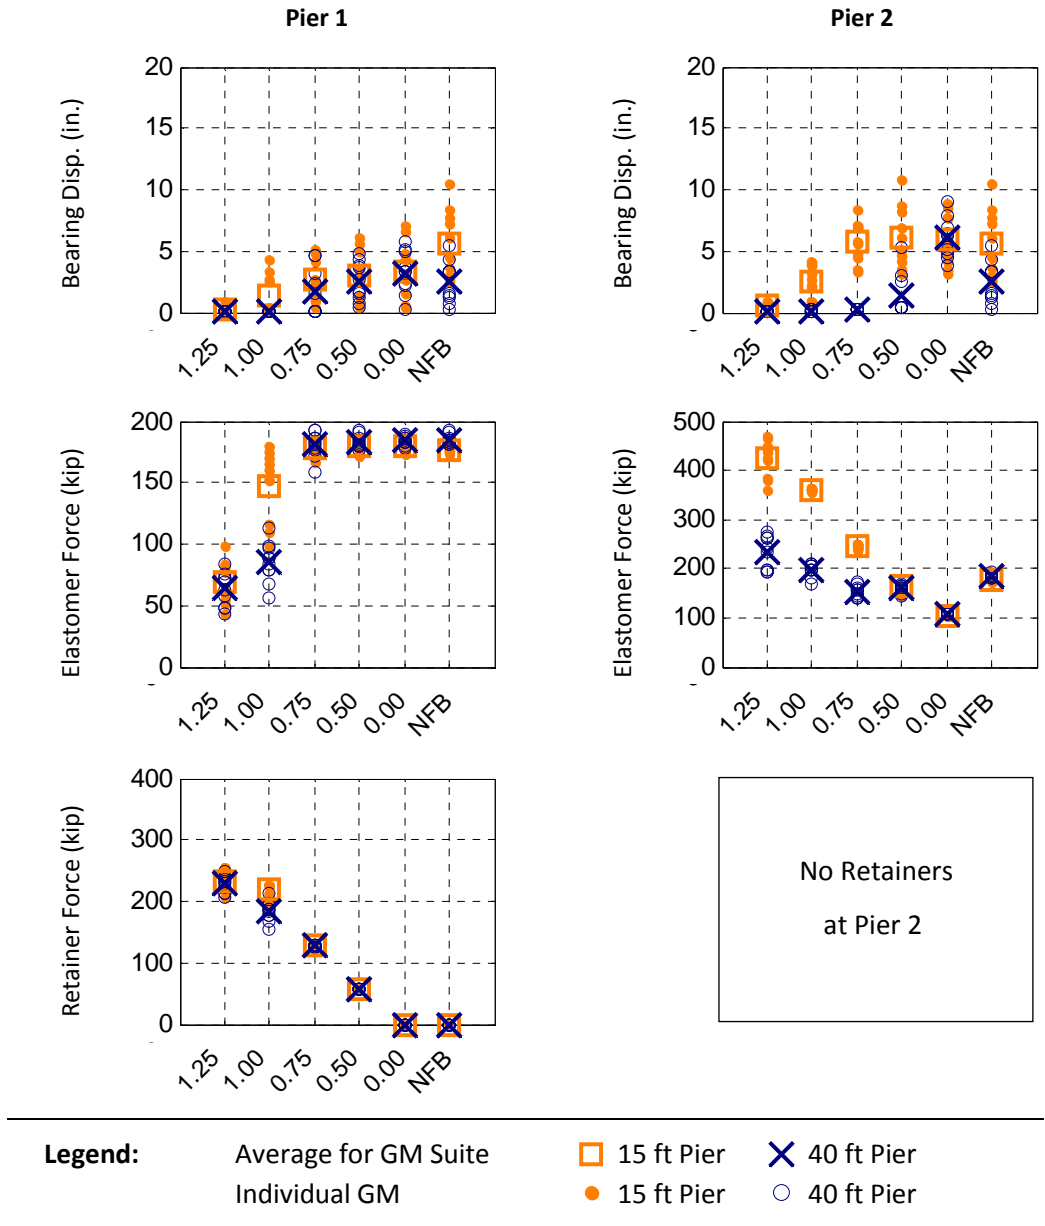 Pier 1
Pier 2
Bearing Disp. (in.)
20
15
10
5
0
1.25 1.00 0.75 0.50 0.00 NFB
Bearing Disp. (in.)
20
15
10
5
0
1.25 1.00 0.75 0.50 0.00 NFB
Elastomer Force (kip)
200
150
100
50
0
1.25 1.00 0.75 0.50 0.00 NFB
Elastomer Force (kip)
500
400
300
200
100
0
1.25 1.00 0.75 0.50 0.00 NFB
Retainer Force (kip)
400
300
200
100
0
1.25 1.00 0.75 0.50 0.00 NFB
No Retainers
at Pier 2
Legend: Average for GM Suite 15 ft Pier 40 ft Pier
Individual GM 15 ft Pier 40 ft Pier